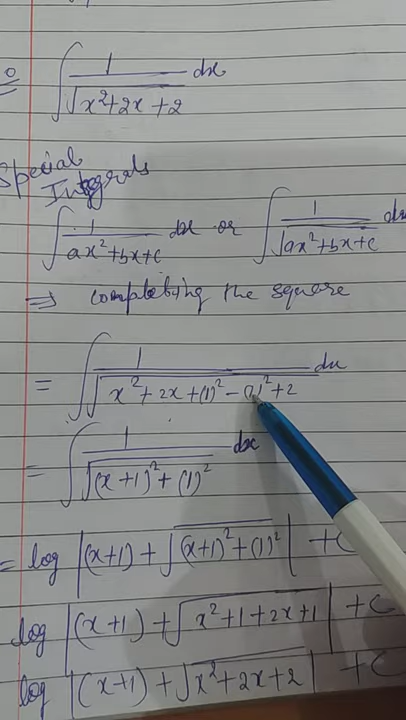 ∫ 1/√(x²+2x+2) dx
Special
Integrals
∫ 1/(ax²+bx+c) dx or ∫ 1/√(ax²+bx+c) dx
⇒ completing the square
= ∫ 1/√(x²+2x+(1)²-(1)²+2) dx
= ∫ 1/√((x+1)²+(1)²) dx
= log |(x+1)+√((x+1)²+(1)²)| +C
log |(x+1)+√(x²+1+2x+1)| +C
log |(x+1)+√(x²+2x+2)| +C